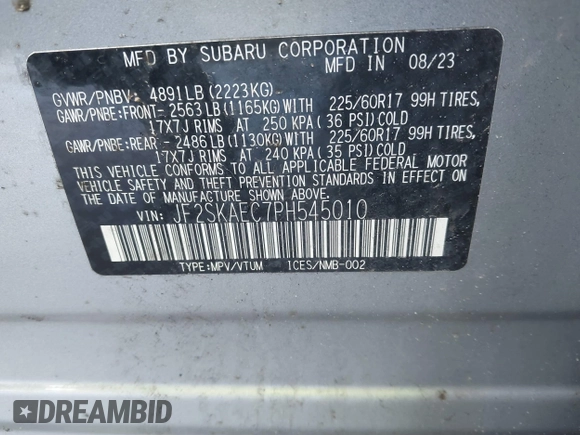 MFD BY SUBARU CORPORATION
MFD IN 08/23
GVWR/PNBV: 4891LB (2223KG)
GAWR/PNBE:FRONT- 2563LB (1165KG)WITH 225/60R17 99H TIRES,
17X7J RIMS AT 250 KPA (36 PSI)COLD
GAWR/PNBE:REAR - 2486LB (1130KG)WITH 225/60R17 99H TIRES,
17X7J RIMS AT 240 KPA (35 PSI)COLD
THIS VEHICLE CONFORMS TO ALL APPLICABLE FEDERAL MOTOR
VEHICLE SAFETY AND THEFT PREVENTION STANDARDS IN EFFECT ON
THE DATE OF MANUFACTURE SHOWN ABOVE.
VIN: JF2SKAEC7PH545010
TYPE:MPV/VTUM ICES/NMB-002
DREAMBID